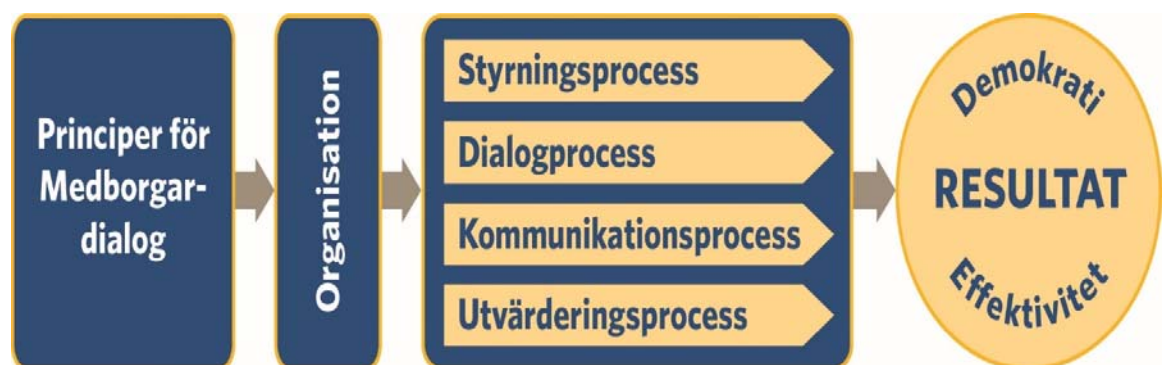 Principer för
Medborgar-
dialog
Organisation
Styrningsprocess
Dialogprocess
Kommunikationsprocess
Utvärderingsprocess
Demokrati
RESULTAT
Effektivitet